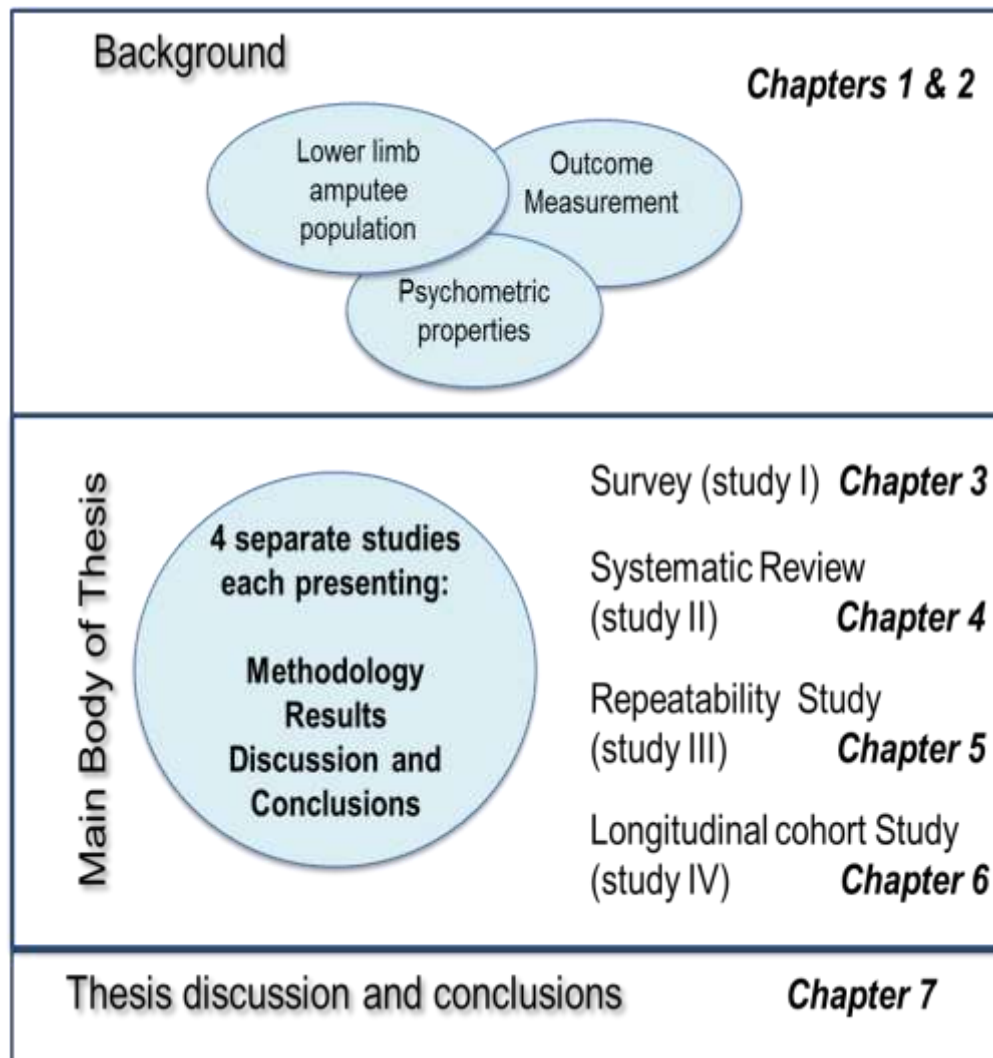 Background
Chapters 1 & 2
Lower limb
amputee
population
Outcome
Measurement
Psychometric
properties
Main Body of Thesis
4 separate studies
each presenting:
Methodology
Results
Discussion and
Conclusions
Survey (study I) Chapter 3
Systematic Review
(study II) Chapter 4
Repeatability Study
(study III) Chapter 5
Longitudinal cohort Study
(study IV) Chapter 6
Thesis discussion and conclusions Chapter 7